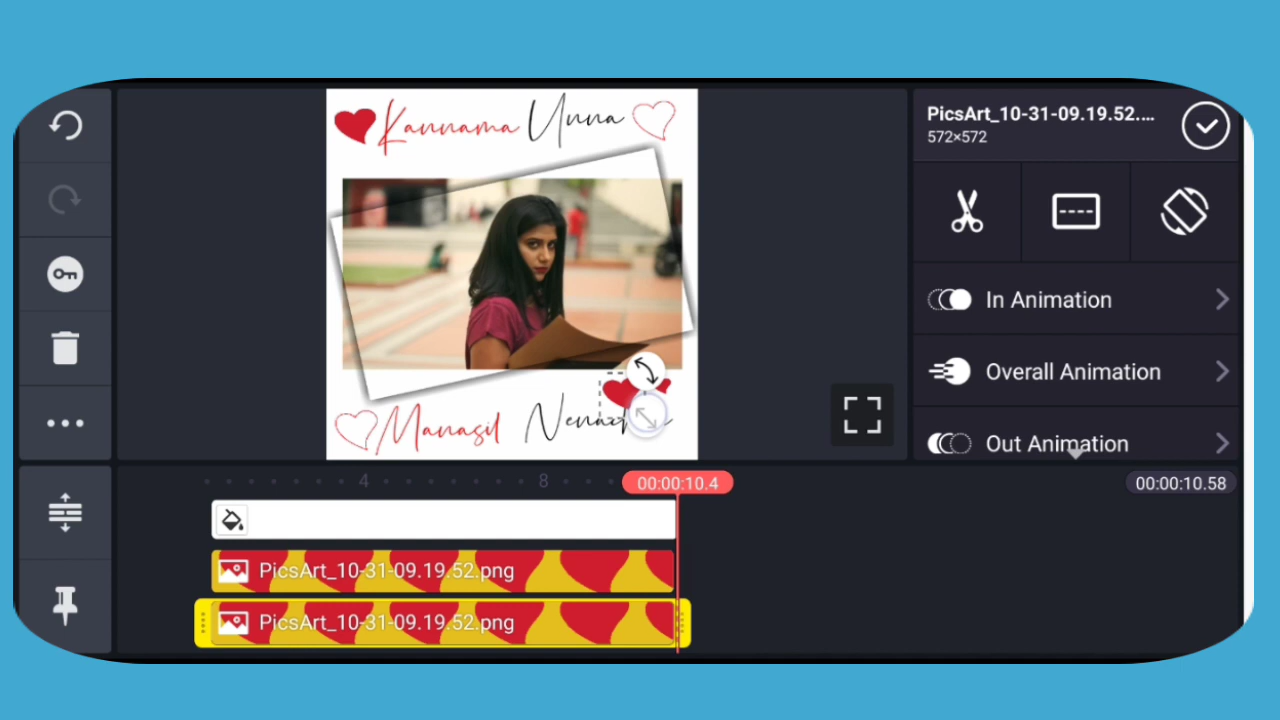 Kannama Unna
Manasil
PicsArt_10-31-09.19.52....
572×572
In Animation
Overall Animation
Out Animation
4
8
00:00:10.4
00:00:10.58
PicsArt_10-31-09.19.52.png
PicsArt_10-31-09.19.52.png